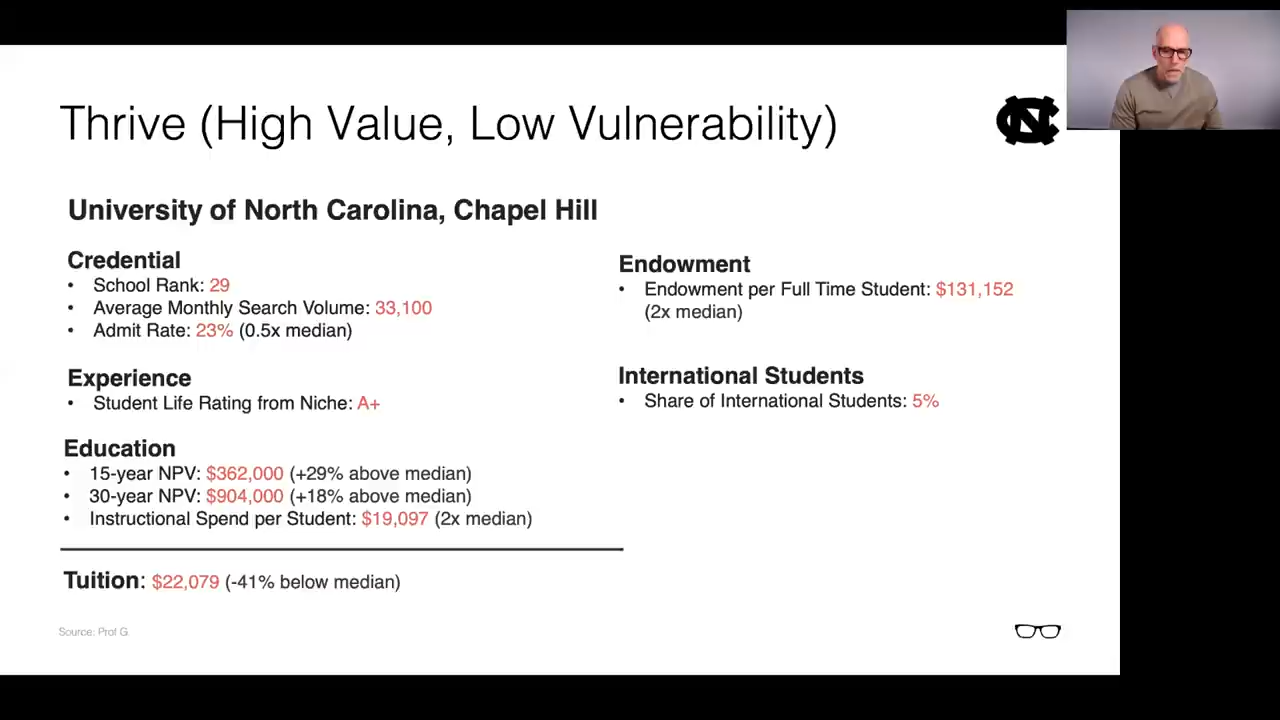 Thrive (High Value, Low Vulnerability)
NC
University of North Carolina, Chapel Hill
Credential
• School Rank: 29
• Average Monthly Search Volume: 33,100
• Admit Rate: 23% (0.5x median)
Experience
• Student Life Rating from Niche: A+
Education
• 15-year NPV: $362,000 (+29% above median)
• 30-year NPV: $904,000 (+18% above median)
• Instructional Spend per Student: $19,097 (2x median)
Tuition: $22,079 (-41% below median)
Endowment
• Endowment per Full Time Student: $131,152
(2x median)
International Students
• Share of International Students: 5%
Source: Prof G.